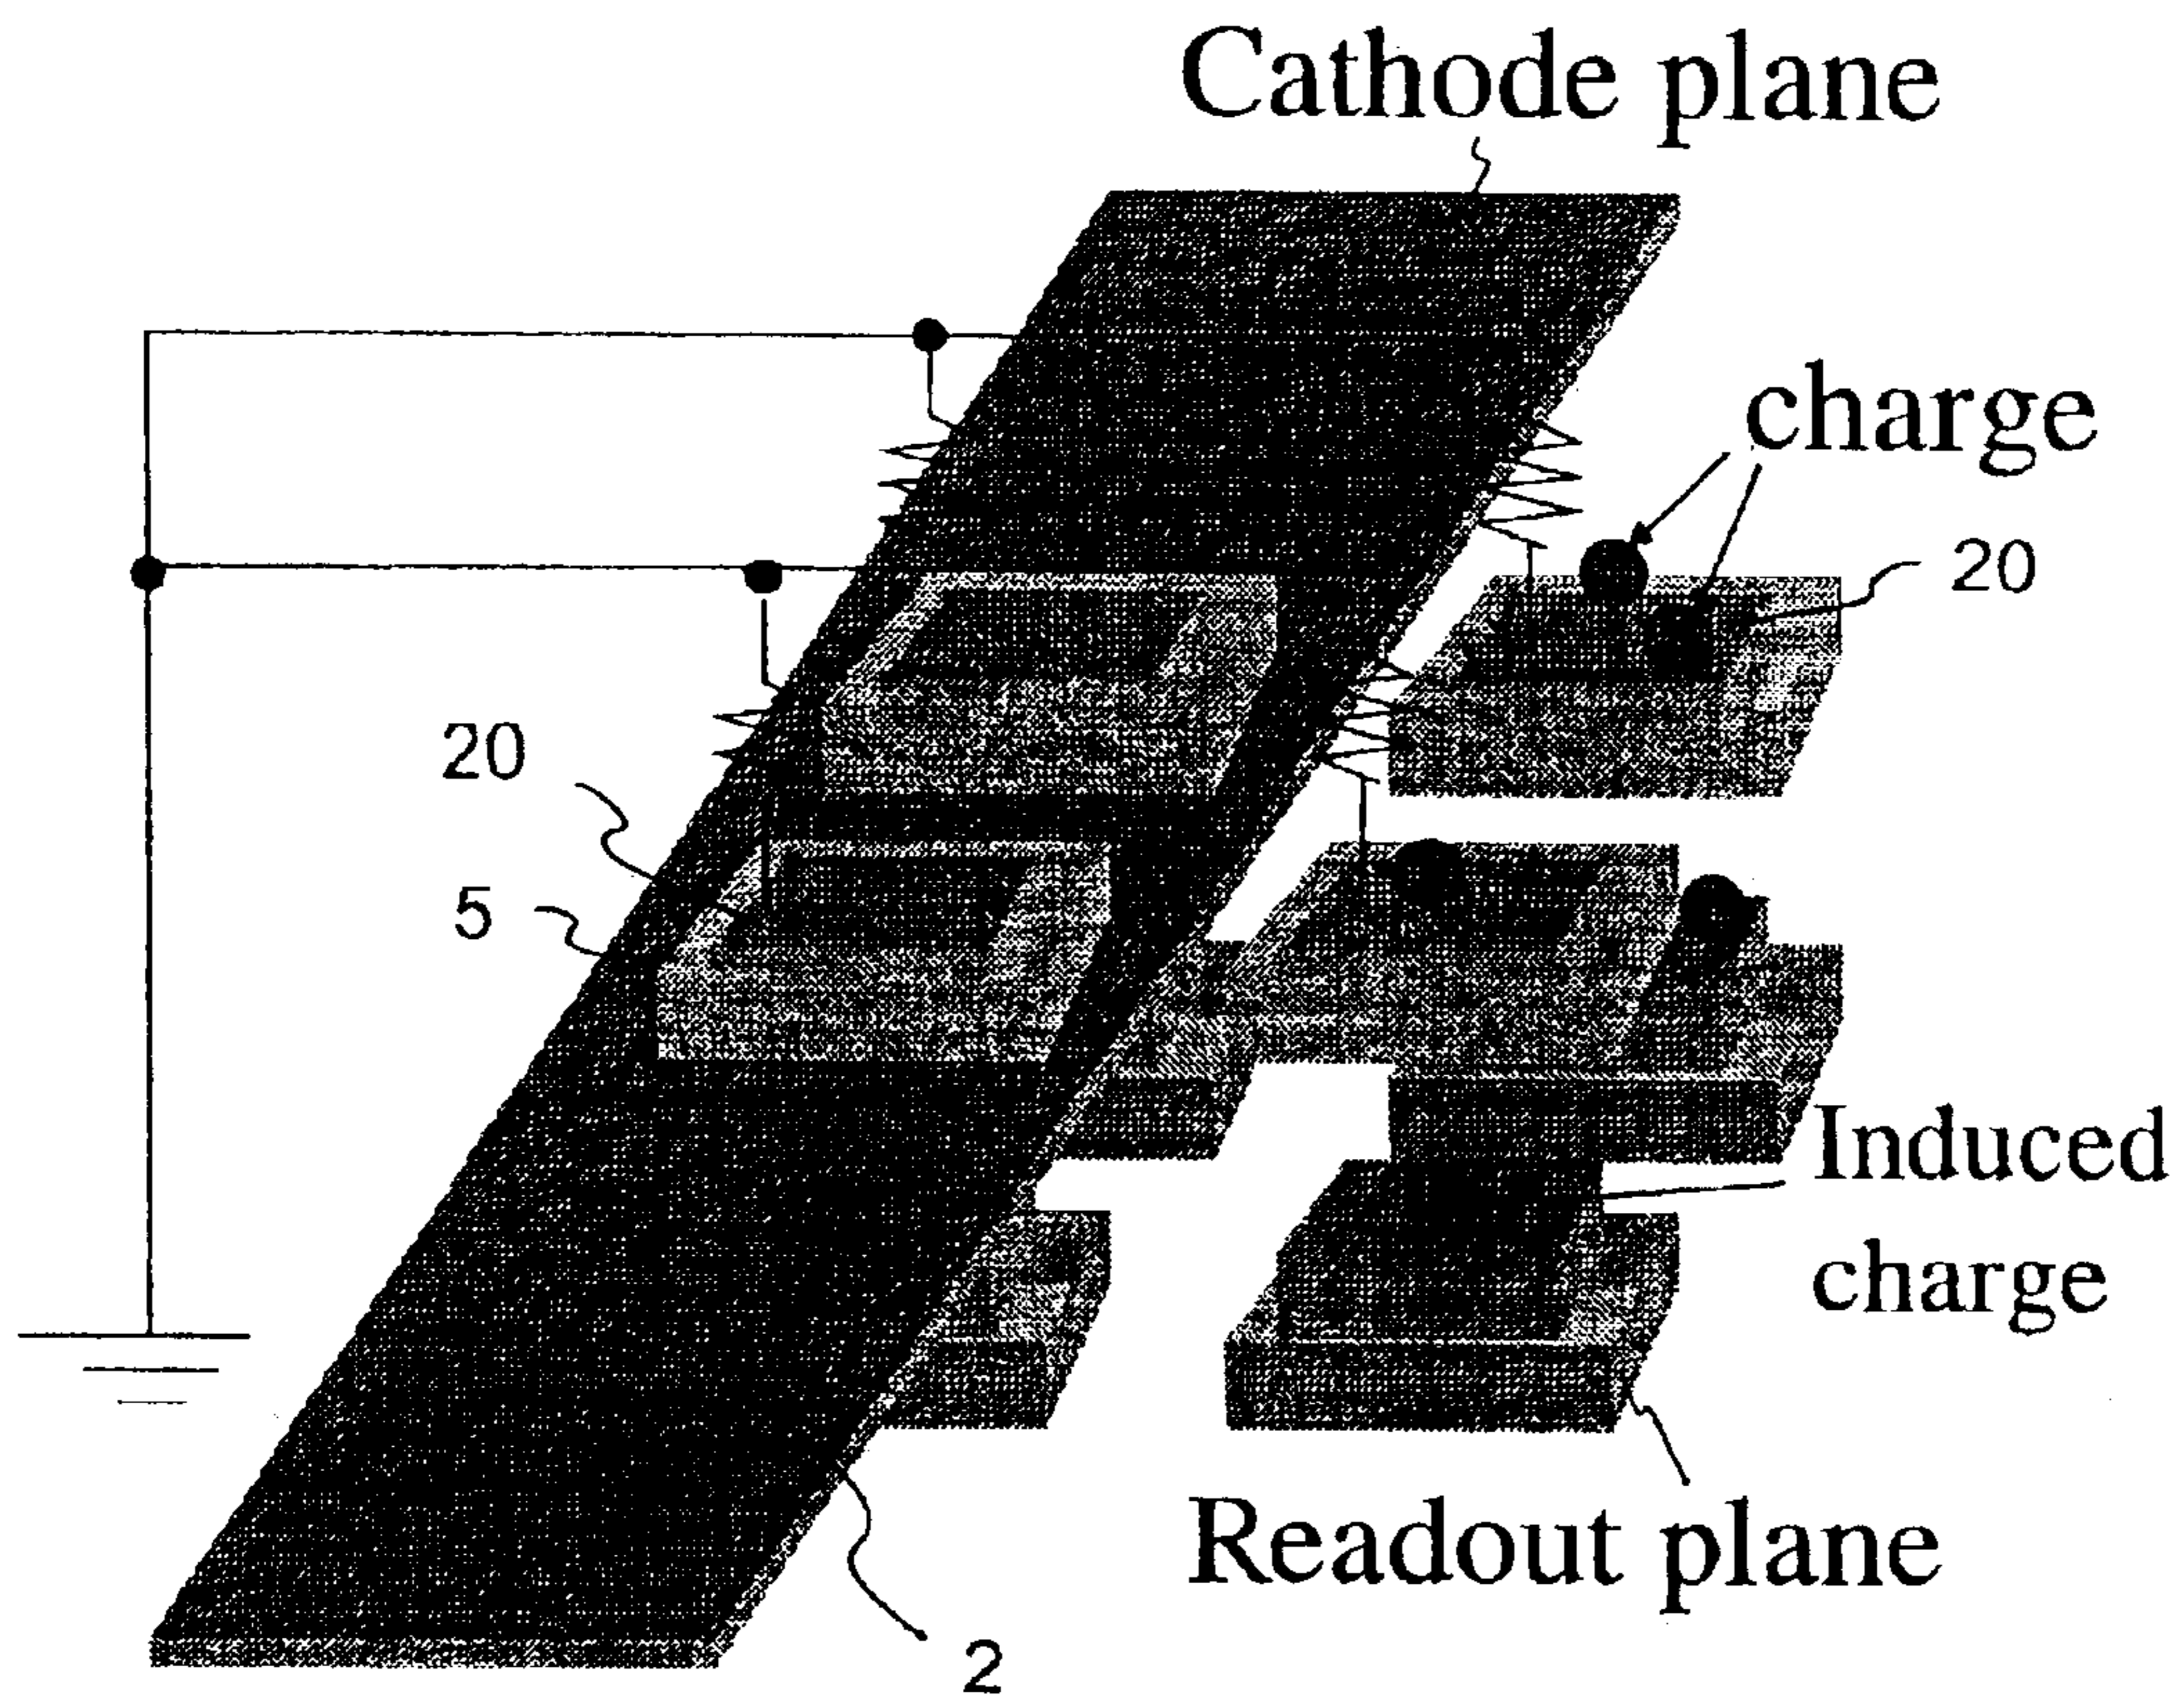 Cathode plane
charge
20
20
5
Induced
charge
Readout plane
2